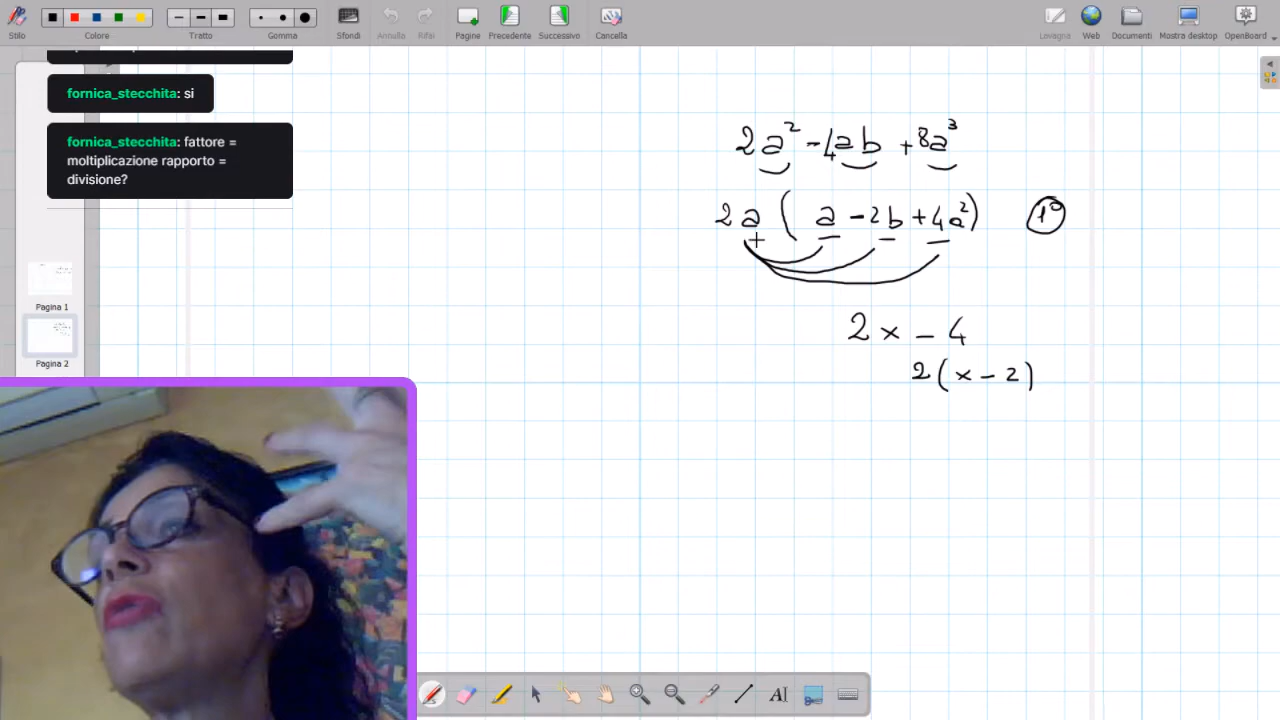 Stilo
Colore
Tratto
Gomma
Sfondi
Annulla
Rifai
Pagine
Precedente
Successivo
Cancella
Lavagna
Web
Documenti
Mostra desktop
OpenBoard
fornica_stecchita: si
fornica_stecchita: fattore =
moltiplicazione rapporto =
divisione?
Pagina 1
Pagina 2
2a² - 4ab + 8a³
2a ( a - 2b + 4a² ) 1°
2x - 4
2(x - 2)
AI